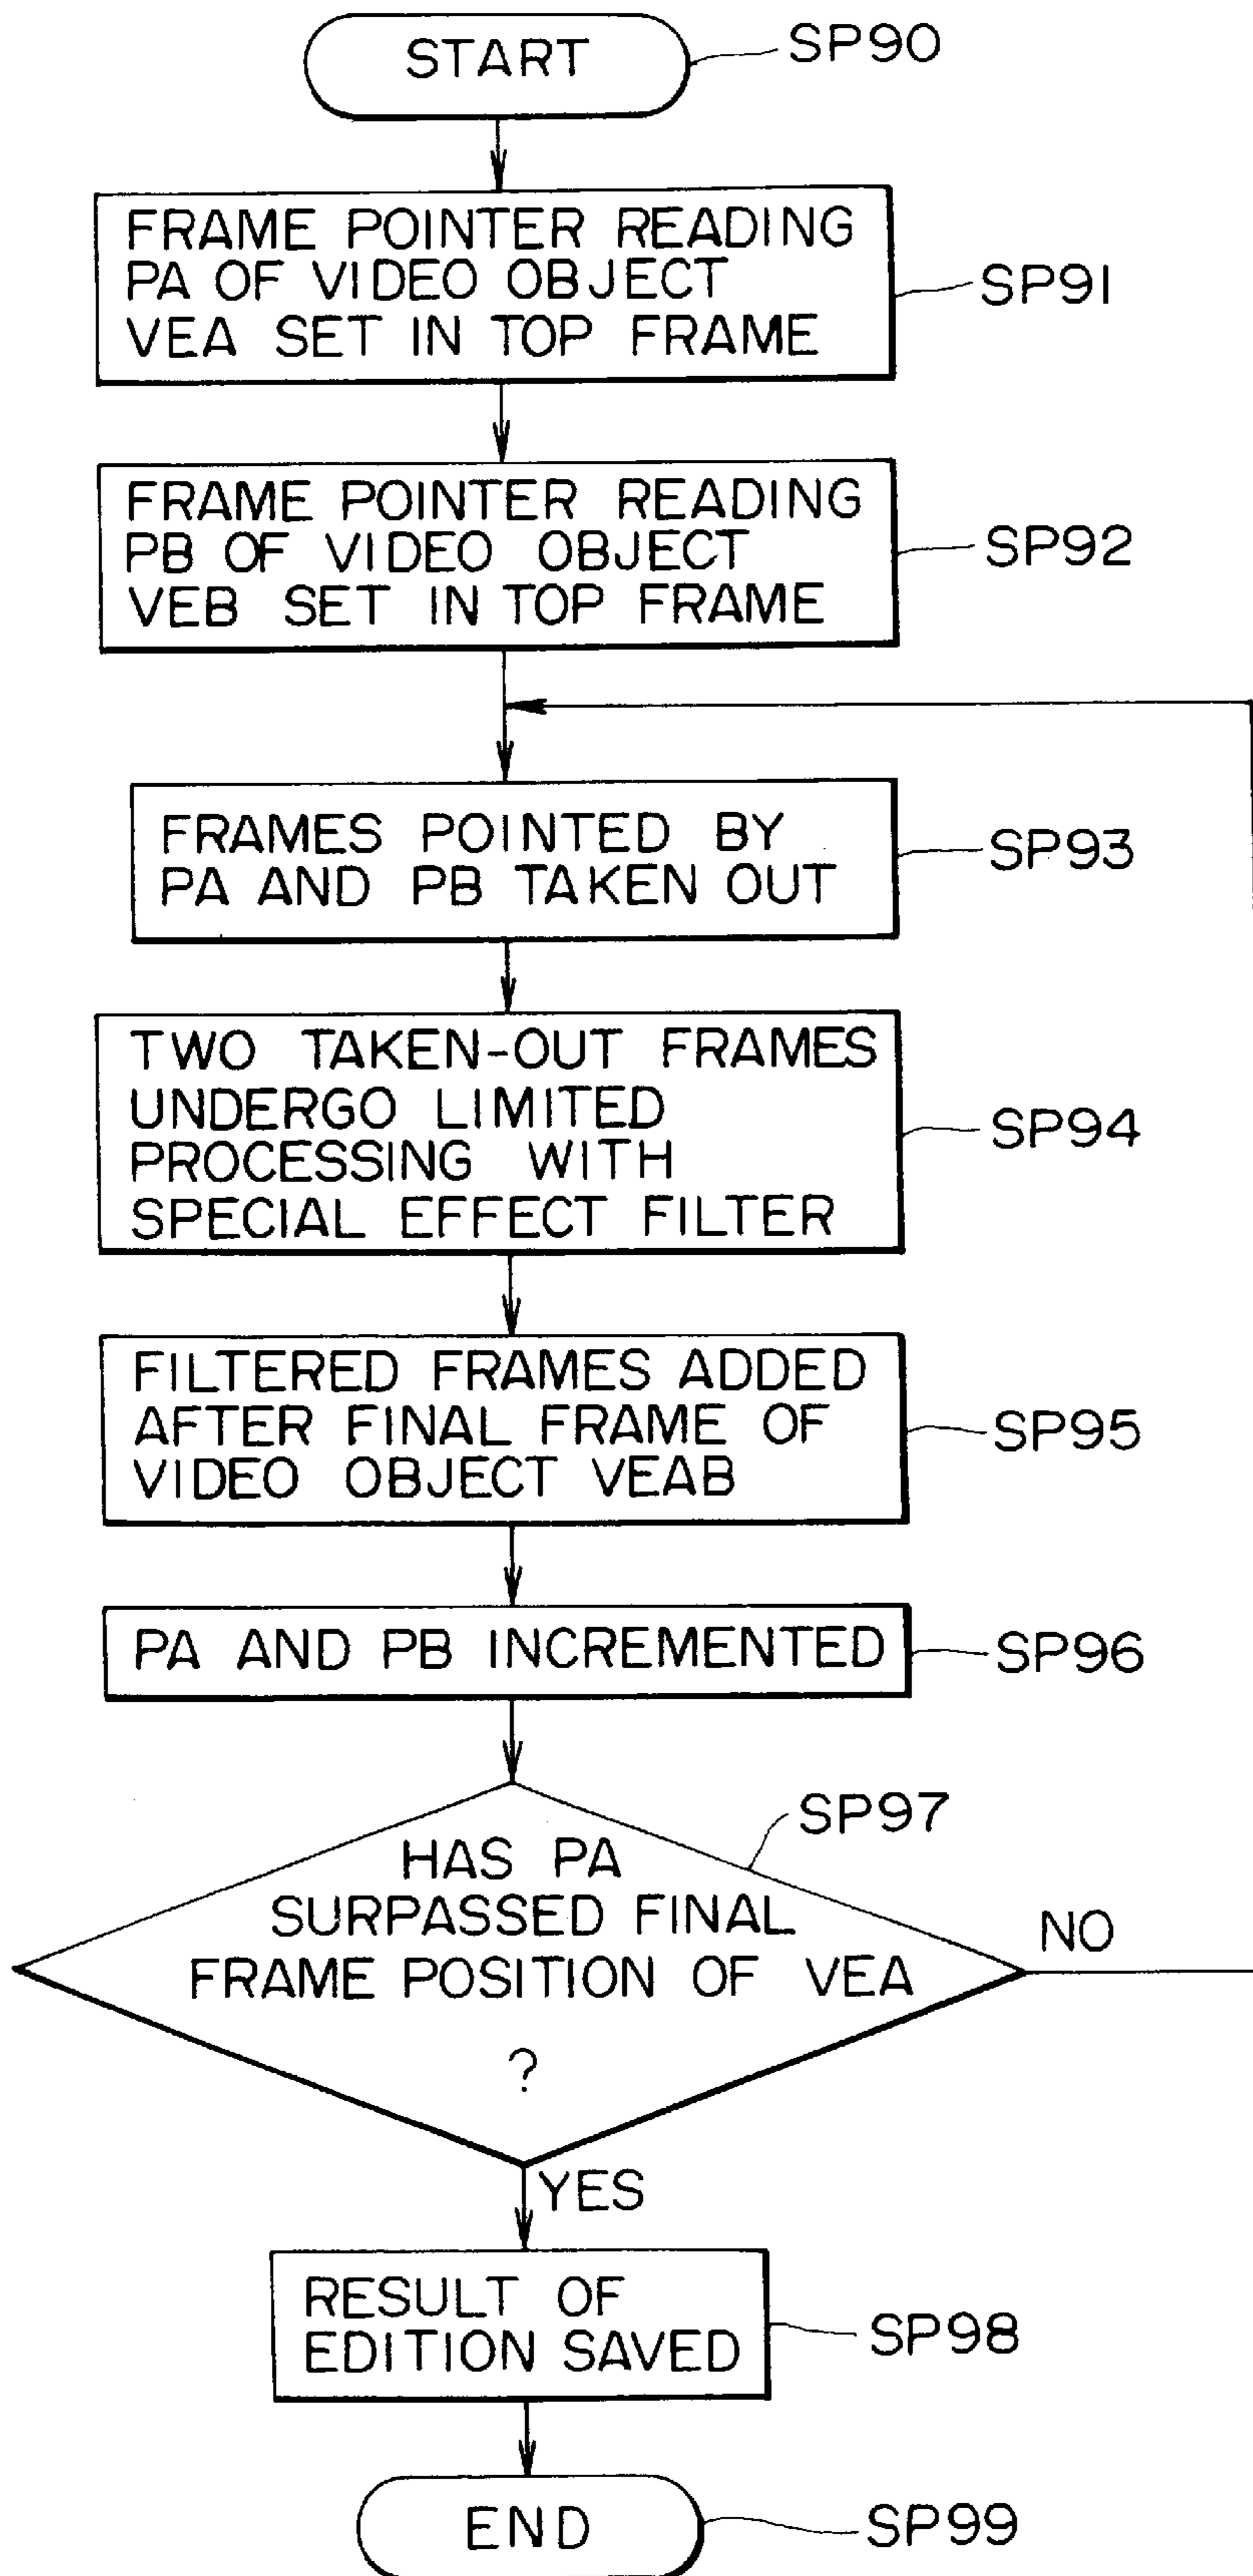 START
SP90
FRAME POINTER READING
PA OF VIDEO OBJECT
VEA SET IN TOP FRAME
SP91
FRAME POINTER READING
PB OF VIDEO OBJECT
VEB SET IN TOP FRAME
SP92
FRAMES POINTED BY
PA AND PB TAKEN OUT
SP93
TWO TAKEN-OUT FRAMES
UNDERGO LIMITED
PROCESSING WITH
SPECIAL EFFECT FILTER
SP94
FILTERED FRAMES ADDED
AFTER FINAL FRAME OF
VIDEO OBJECT VEAB
SP95
PA AND PB INCREMENTED
SP96
SP97
HAS PA
SURPASSED FINAL
FRAME POSITION OF VEA
?
NO
YES
RESULT OF
EDITION SAVED
SP98
END
SP99